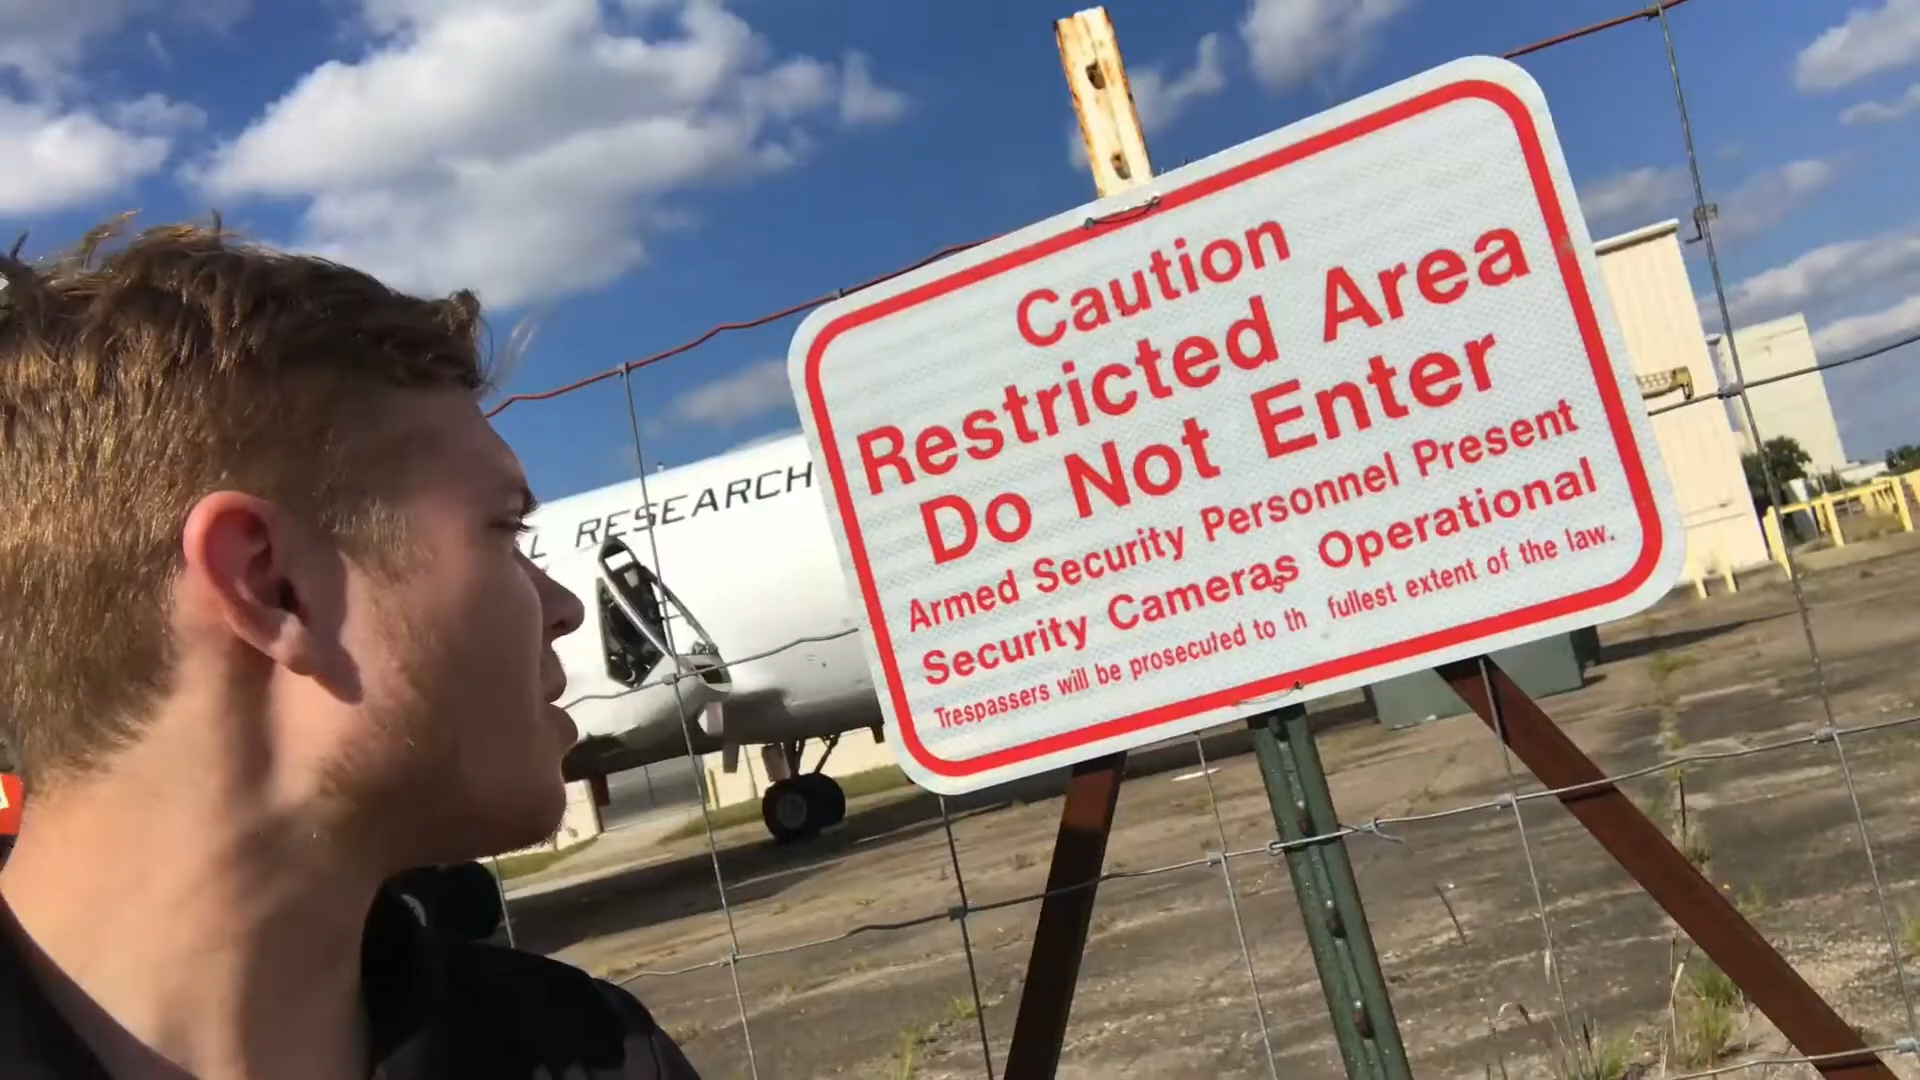 L RESEARCH
Caution
Restricted Area
Do Not Enter
Armed Security Personnel Present
Security Cameras Operational
Trespassers will be prosecuted to th fullest extent of the law.